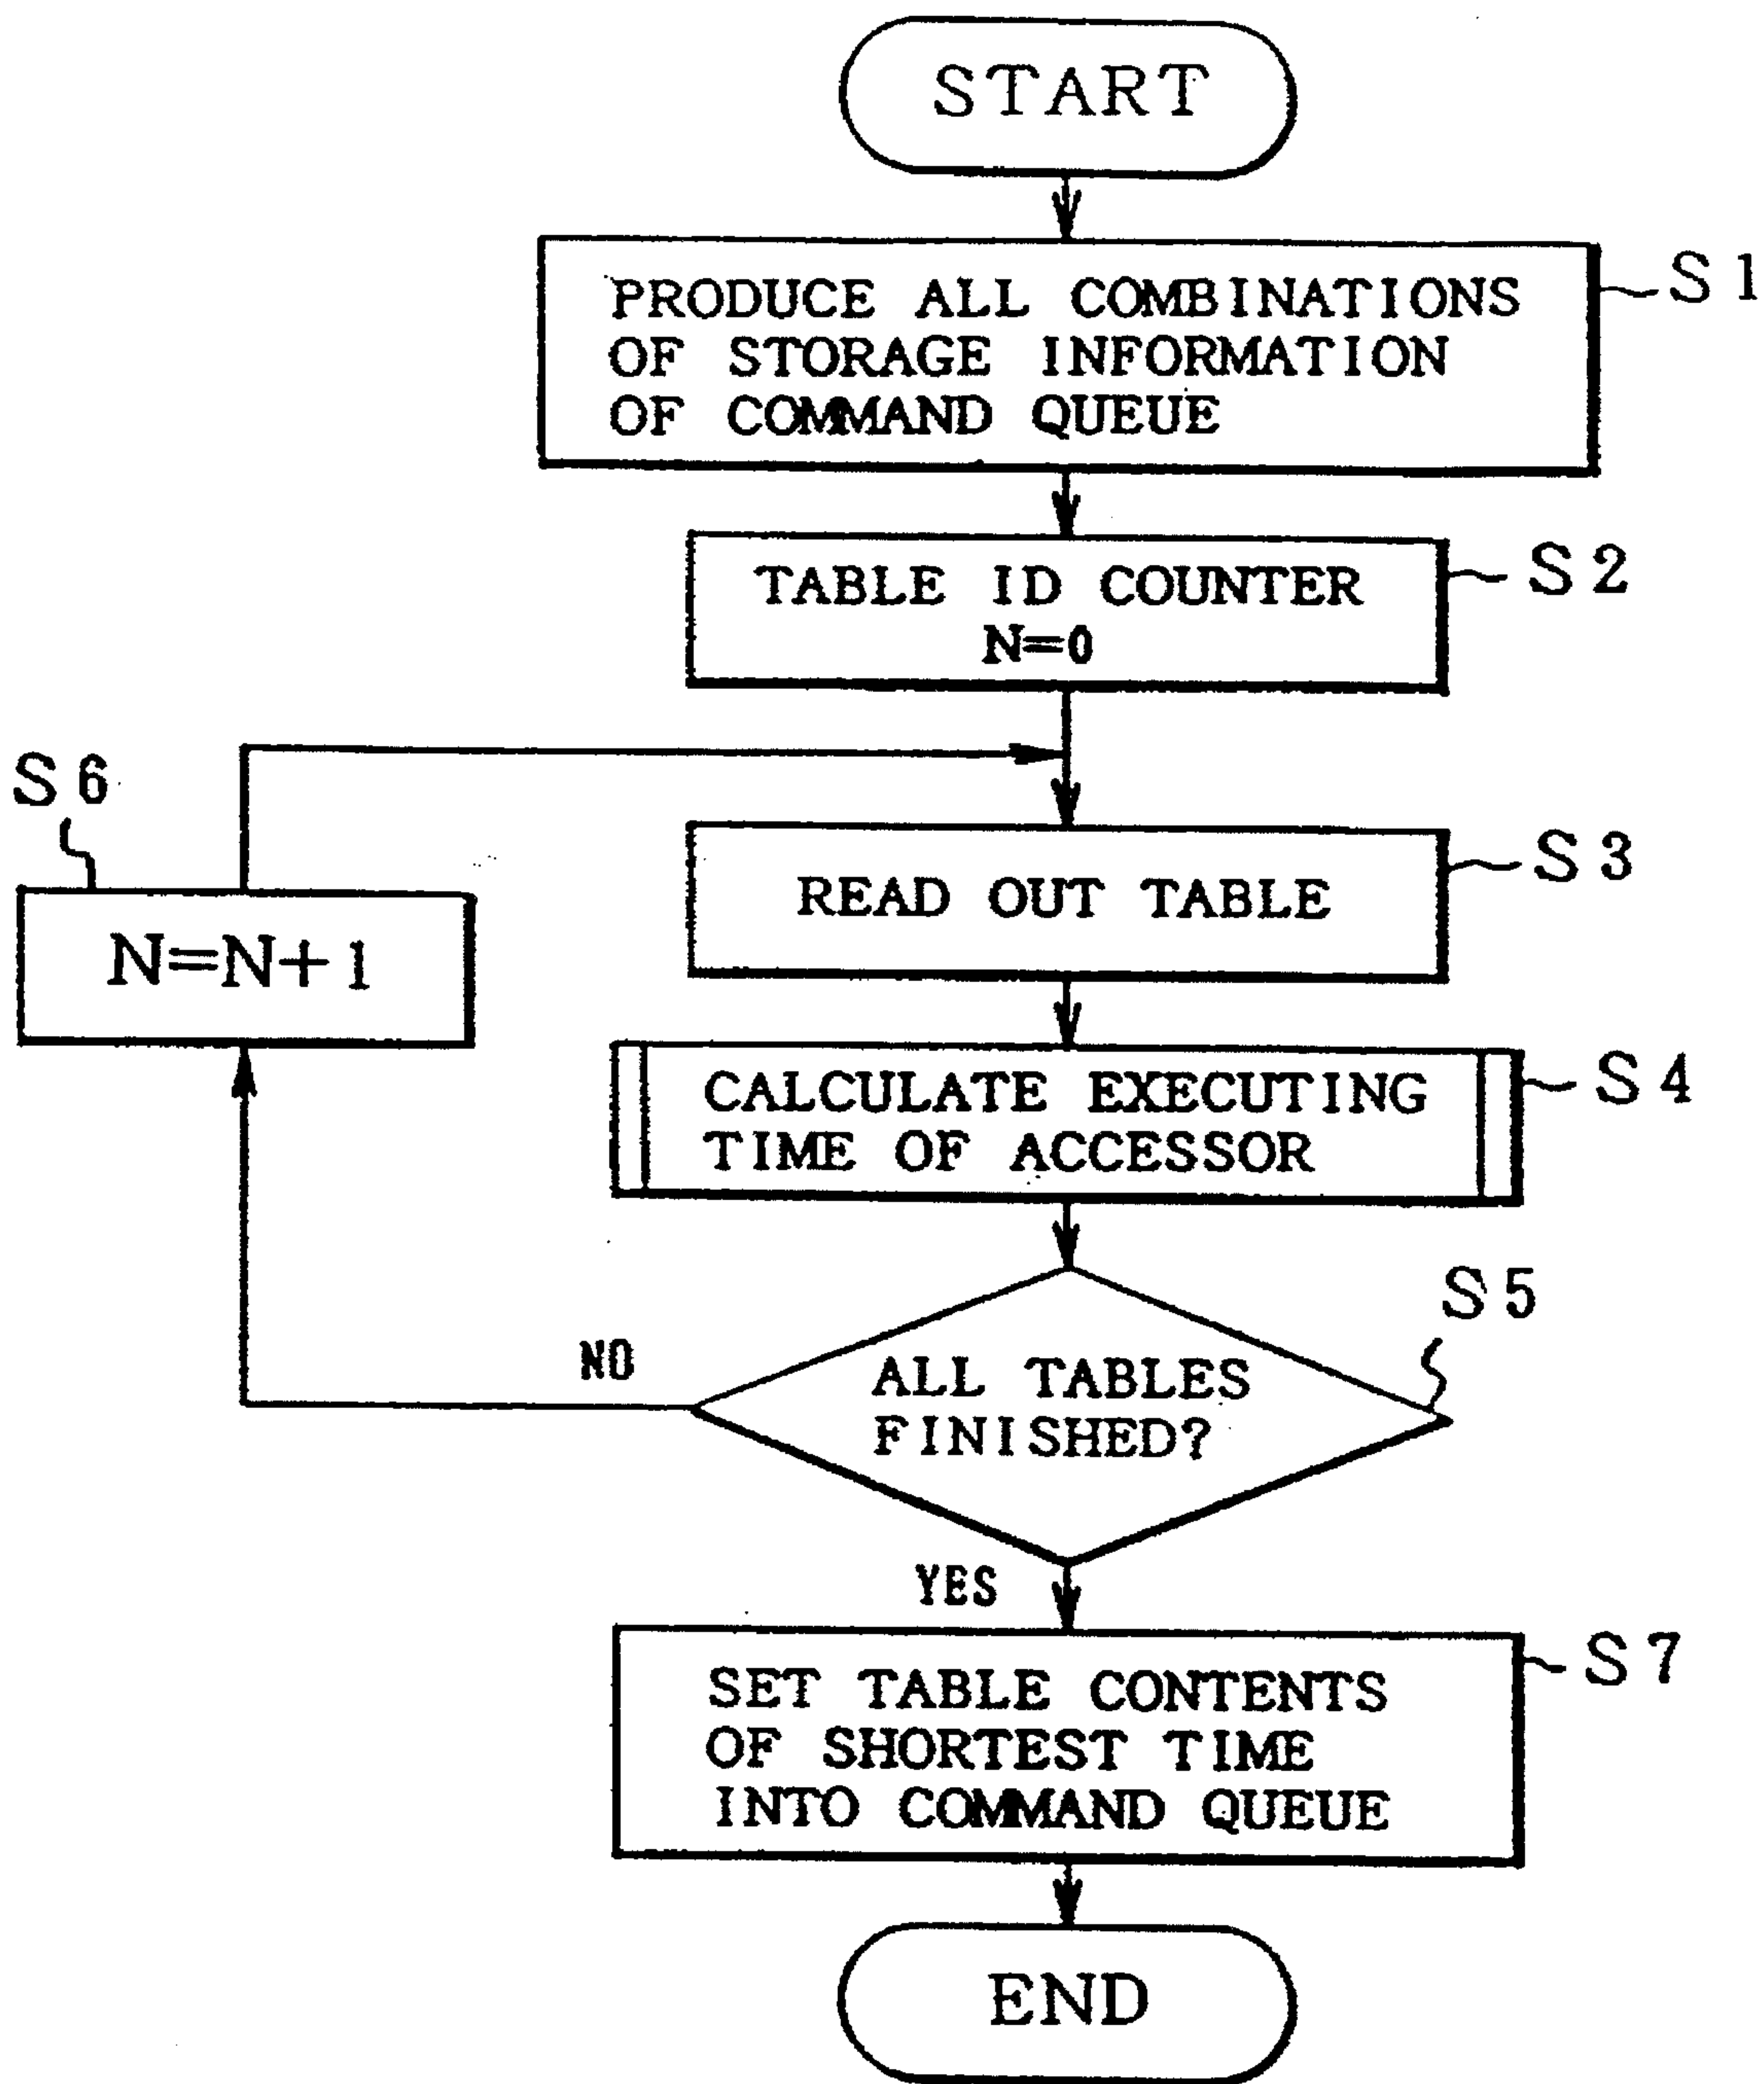 START
PRODUCE ALL COMBINATIONS
OF STORAGE INFORMATION
OF COMMAND QUEUE
S1
TABLE ID COUNTER
N=0
S2
S6
READ OUT TABLE
S3
N=N+1
CALCULATE EXECUTING
TIME OF ACCESSOR
S4
S5
NO
ALL TABLES
FINISHED?
YES
SET TABLE CONTENTS
OF SHORTEST TIME
INTO COMMAND QUEUE
S7
END